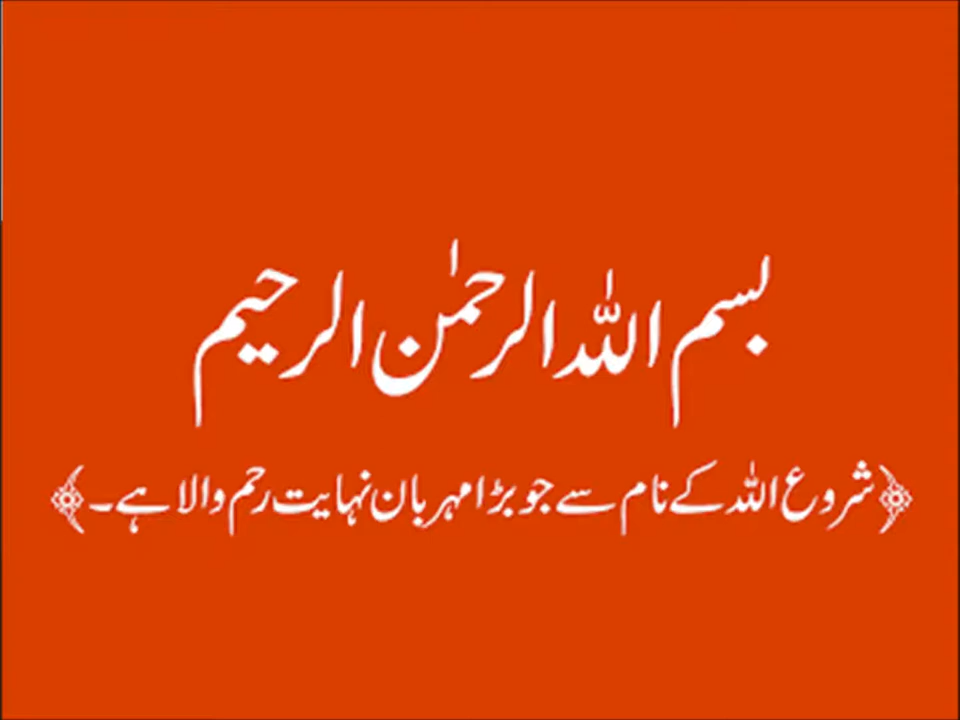 بسم اللہ الرحمٰن الرحیم
﴿شروع اللہ کے نام سے جو بڑا مہربان نہایت رحم والا ہے۔﴾